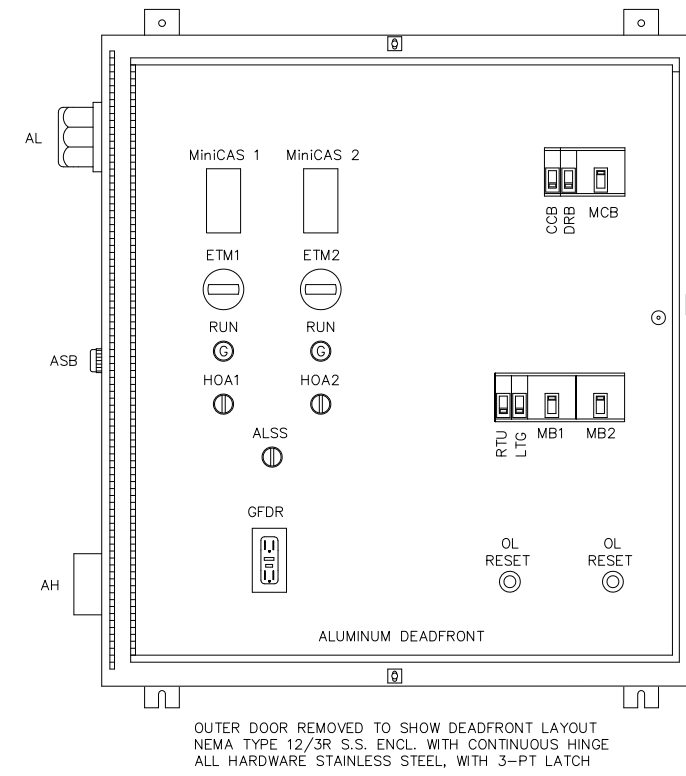 AL
MiniCAS 1 MiniCAS 2
CCB
DRB
MCB
ETM1 ETM2
RUN RUN
G G
ASB
HOA1 HOA2
ALSS
RTU
LTG
MB1 MB2
GFDR
OL
RESET
OL
RESET
AH
ALUMINUM DEADFRONT
OUTER DOOR REMOVED TO SHOW DEADFRONT LAYOUT
NEMA TYPE 12/3R S.S. ENCL. WITH CONTINUOUS HINGE
ALL HARDWARE STAINLESS STEEL, WITH 3-PT LATCH